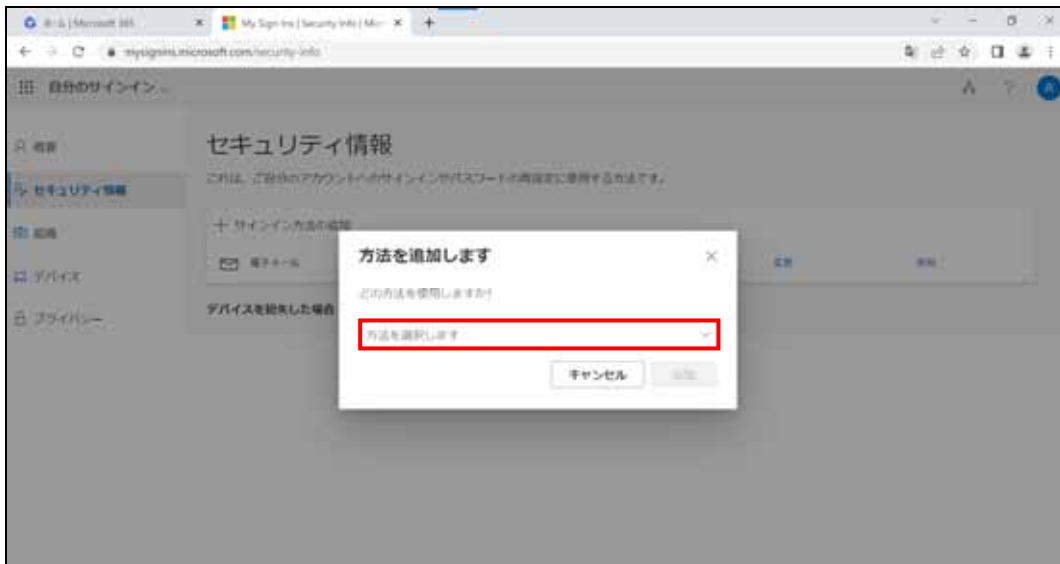 ホーム | Microsoft 365
My Sign-Ins | Security Info | Micr
mysignins.microsoft.com/security-info
自分のサインイン
概要
セキュリティ情報
組織
デバイス
プライバシー
セキュリティ情報
これは、ご自分のアカウントへのサインインやパスワードの再設定に使用する方法です。
サインイン方法の追加
電子メール
変更
削除
デバイスを紛失した場合
方法を追加します
どの方法を使用しますか?
方法を選択します
キャンセル
追加